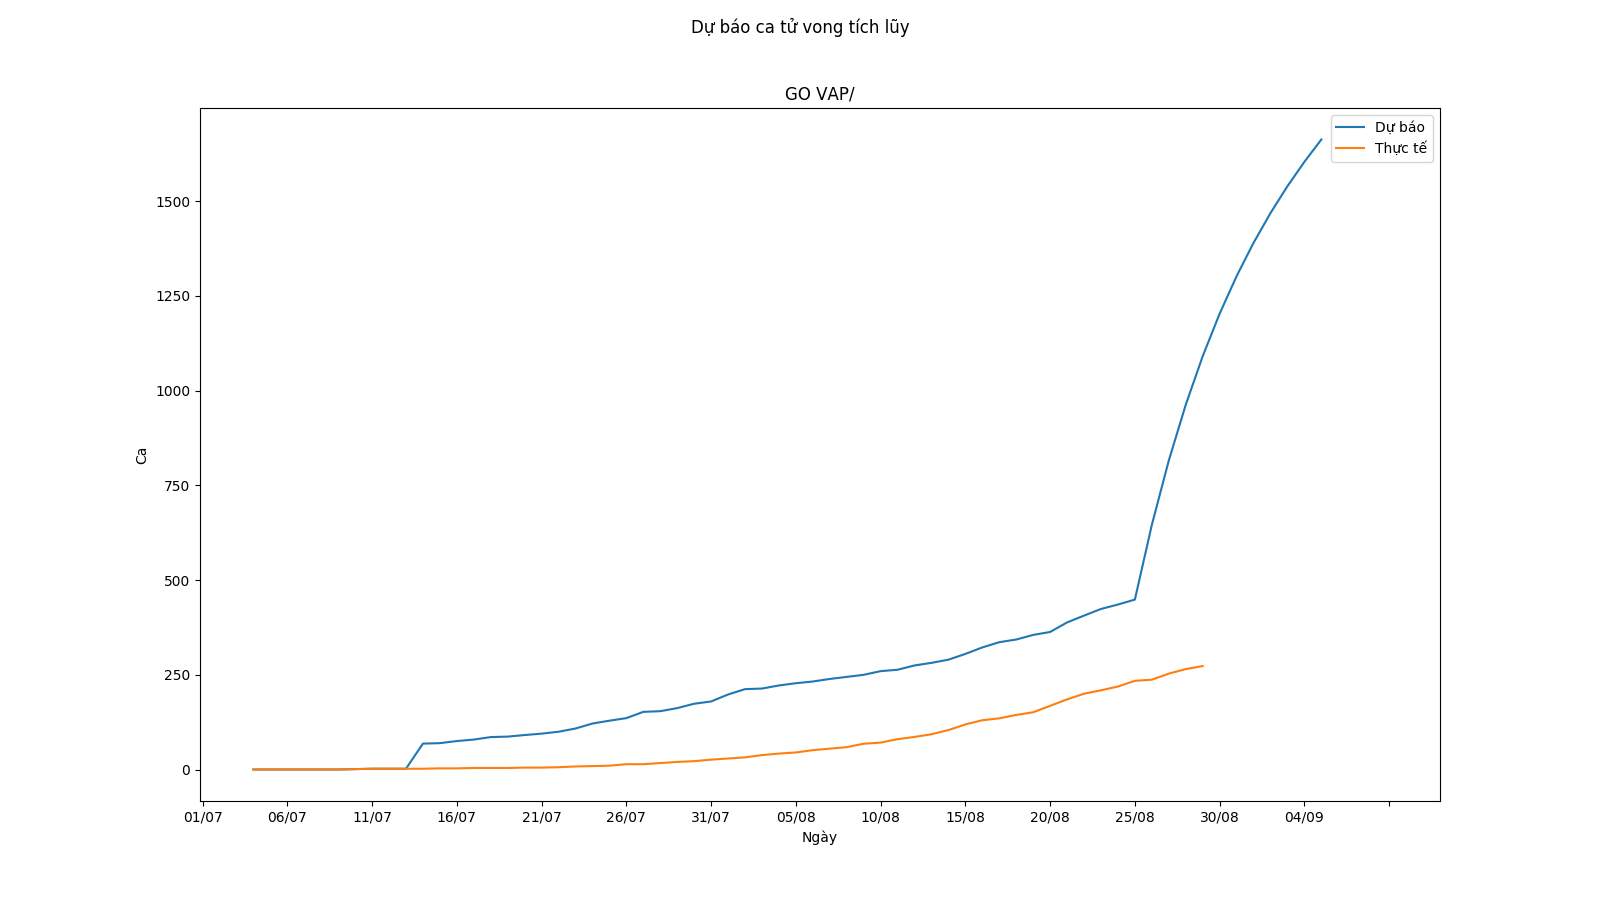 Dự báo ca tử vong tích lũy
GO VAP/
Dự báo
Thực tế
1500
1250
1000
750
500
250
0
Ca
01/07 06/07 11/07 16/07 21/07 26/07 31/07 05/08 10/08 15/08 20/08 25/08 30/08 04/09
Ngày